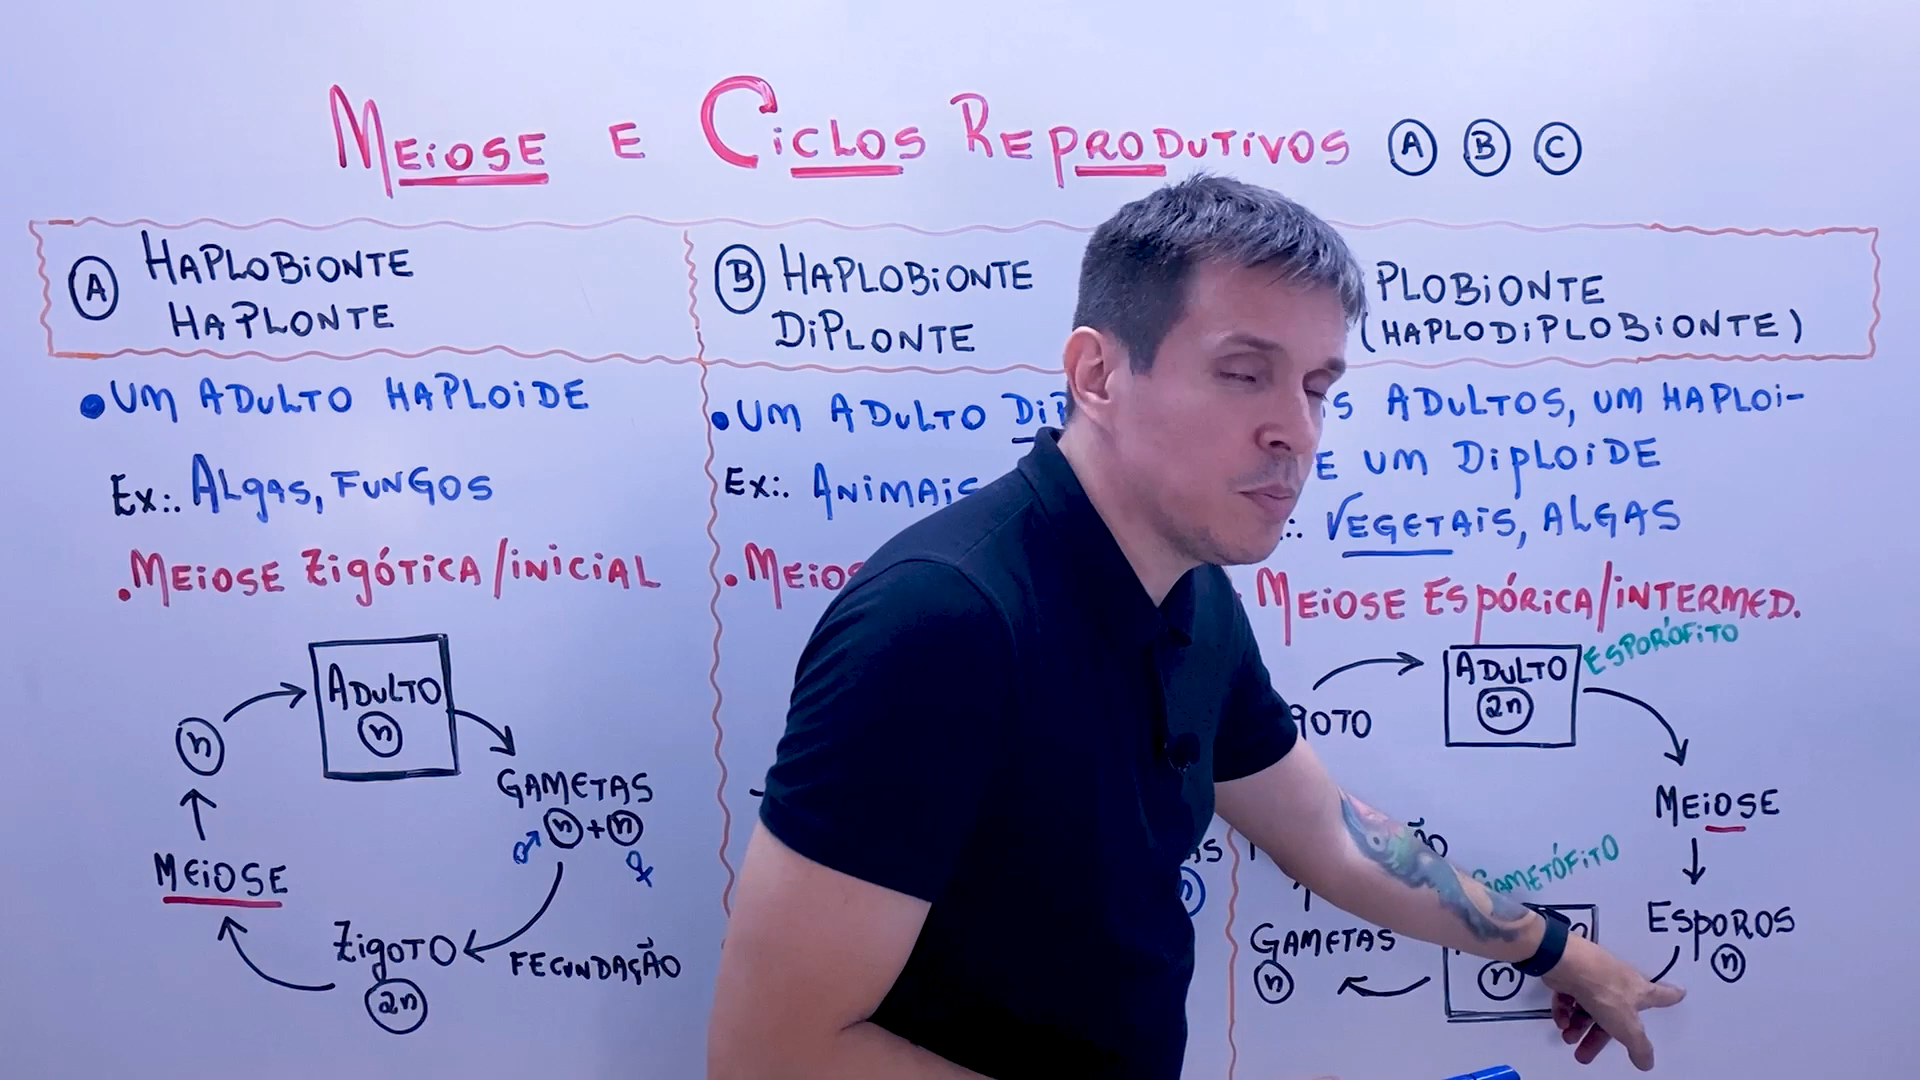 MEIOSE E CICLOS REPRODUTIVOS A B C
A HAPLOBIONTE
HAPLONTE
• UM ADULTO HAPLOIDE
Ex.: ALGAS, FUNGOS
• MEIOSE ZIGÓTICA/INICIAL
ADULTO
n
n
GAMETAS
♂ n + n ♀
MEIOSE
ZIGOTO
2n
FECUNDAÇÃO
B HAPLOBIONTE
DIPLONTE
• UM ADULTO
Ex.: ANIMAIS
PLOBIONTE
(HAPLODIPLOBIONTE)
ADULTOS, UM HAPLOI-
E UM DIPLOIDE
VEGETAIS, ALGAS
MEIOSE ESPÓRICA/INTERMED.
ADULTO ESPORÓFITO
2n
GOTO
MEIOSE
GAMETÓFITO
ESPOROS
n
GAMETAS
n
n